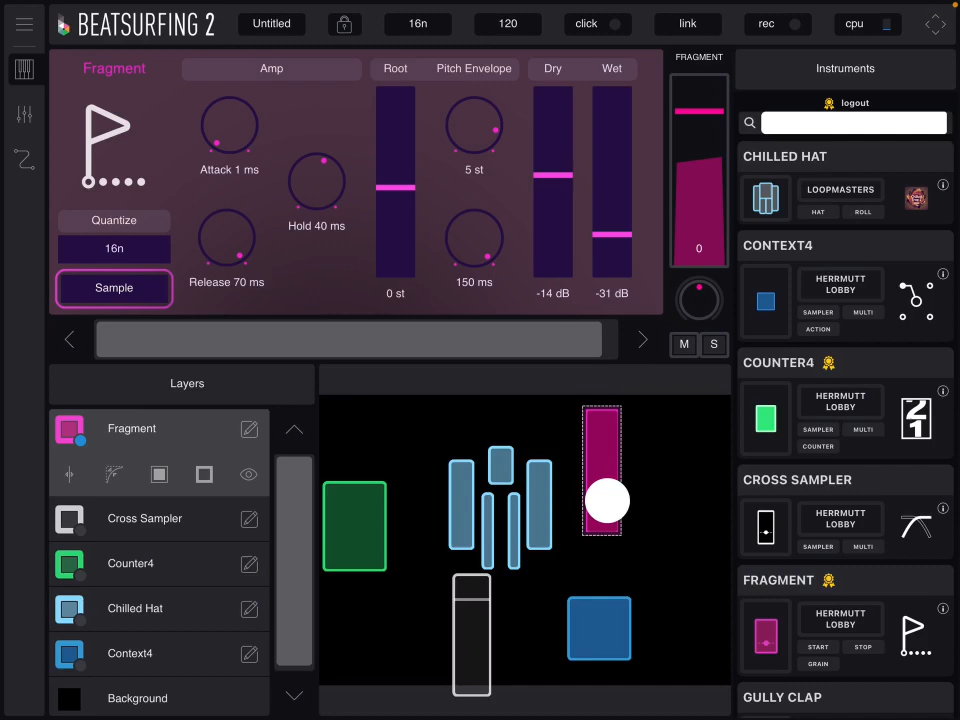 BEATSURFING 2
Untitled
16n
120
click
link
rec
cpu
Fragment
Amp
Root
Pitch Envelope
Dry
Wet
FRAGMENT
Attack 1 ms
Hold 40 ms
Release 70 ms
5 st
150 ms
0 st
-14 dB
-31 dB
Quantize
16n
Sample
0
M
S
Instruments
logout
CHILLED HAT
LOOPMASTERS
HAT
ROLL
CONTEXT4
HERRMUTT
LOBBY
SAMPLER
MULTI
ACTION
COUNTER4
HERRMUTT
LOBBY
SAMPLER
MULTI
COUNTER
21
CROSS SAMPLER
HERRMUTT
LOBBY
SAMPLER
MULTI
FRAGMENT
HERRMUTT
LOBBY
START
STOP
GRAIN
GULLY CLAP
Layers
Fragment
Cross Sampler
Counter4
Chilled Hat
Context4
Background